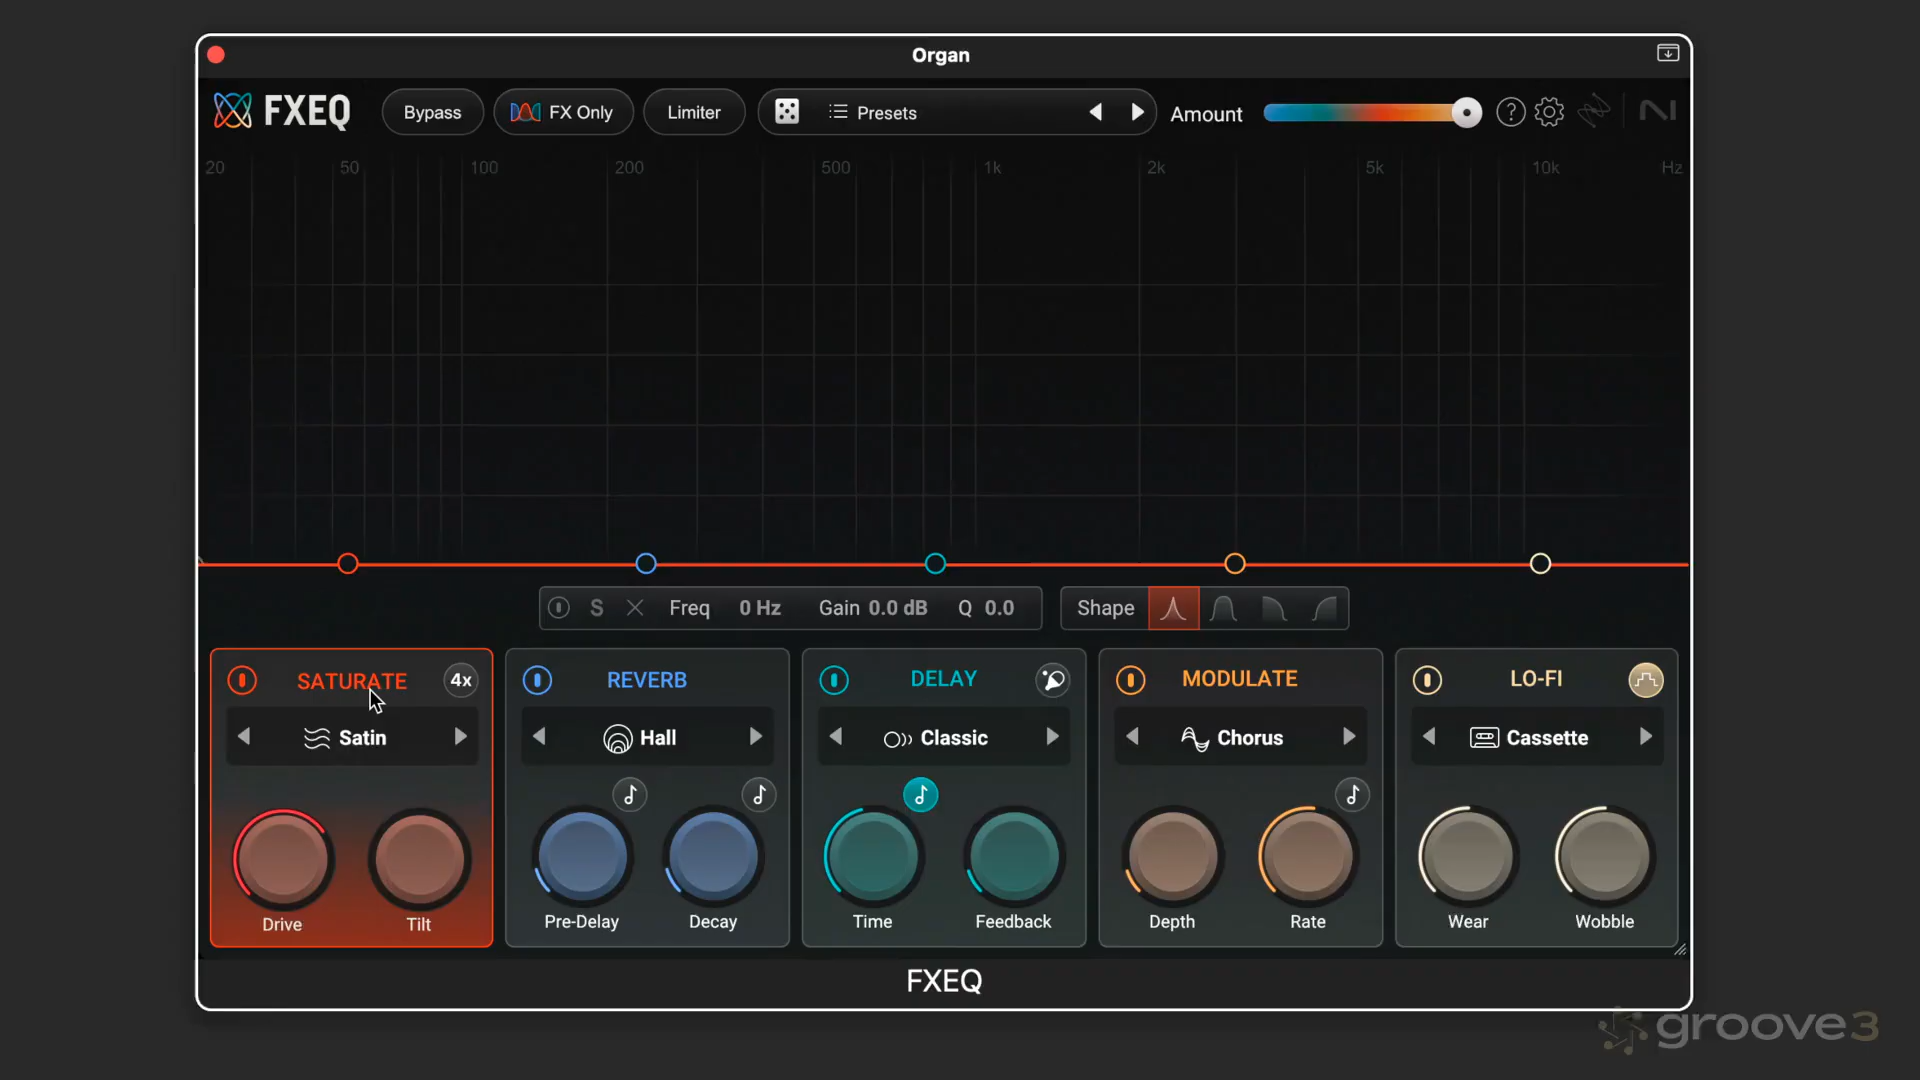 Organ
FXEQ Bypass FX Only Limiter Presets Amount ?
20 50 100 200 500 1k 2k 5k 10k Hz
S Freq 0 Hz Gain 0.0 dB Q 0.0 Shape
SATURATE 4x REVERB DELAY MODULATE LO-FI
Satin Hall Classic Chorus Cassette
Drive Tilt Pre-Delay Decay Time Feedback Depth Rate Wear Wobble
FXEQ
groove3